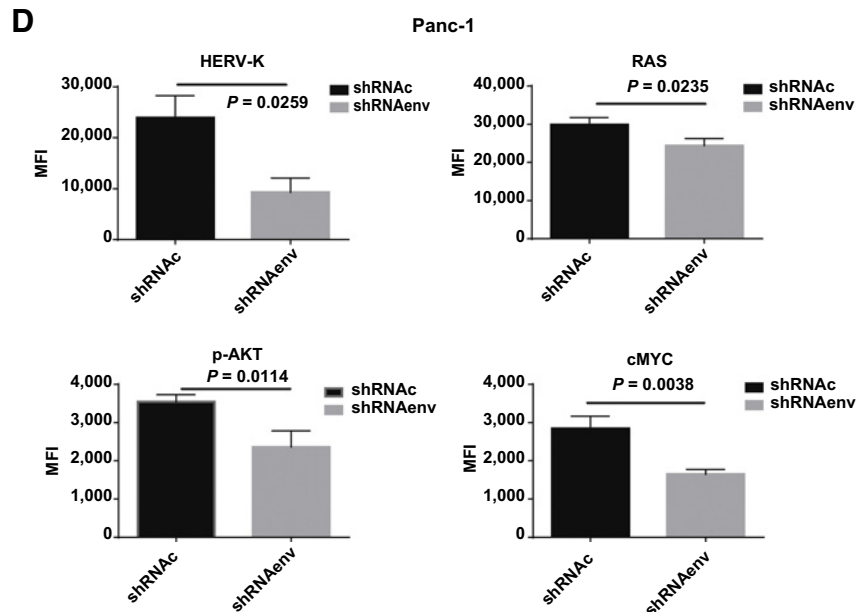 D
Panc-1
HERV-K
30,000
20,000
10,000
0
MFI
P = 0.0259
shRNAc
shRNAenv
shRNAc
shRNAenv
RAS
40,000
30,000
20,000
10,000
0
MFI
P = 0.0235
shRNAc
shRNAenv
shRNAc
shRNAenv
p-AKT
4,000
3,000
2,000
1,000
0
MFI
P = 0.0114
shRNAc
shRNAenv
shRNAc
shRNAenv
cMYC
4,000
3,000
2,000
1,000
0
MFI
P = 0.0038
shRNAc
shRNAenv
shRNAc
shRNAenv